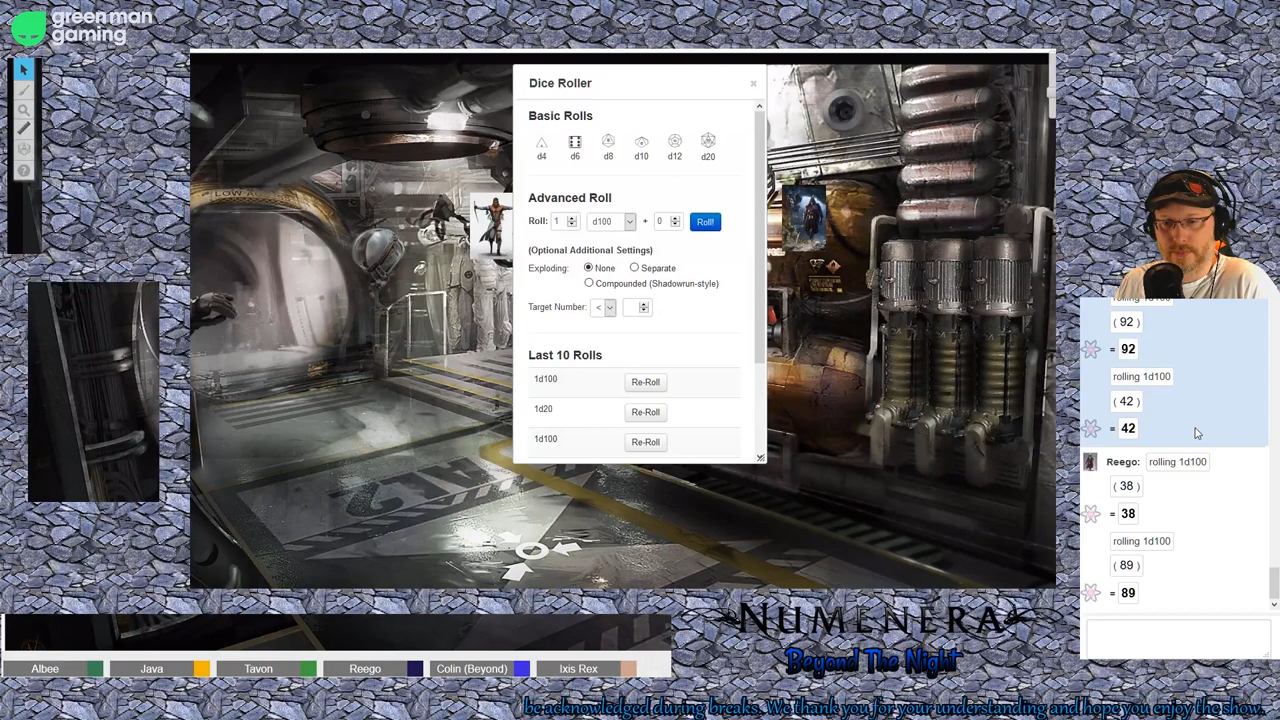 green man
gaming
LOW
Dice Roller
×
Basic Rolls
d4 d6 d8 d10 d12 d20
Advanced Roll
Roll: 1 d100 + 0 Roll!
(Optional Additional Settings)
Exploding: None Separate
Compounded (Shadowrun-style)
Target Number: <
Last 10 Rolls
1d100 Re-Roll
1d20 Re-Roll
1d100 Re-Roll
rolling 1d100
( 92 )
= 92
rolling 1d100
( 42 )
= 42
Reego: rolling 1d100
( 38 )
= 38
rolling 1d100
( 89 )
= 89
NUMENERA
Beyond The Night
Albee Java Tavon Reego Colin (Beyond) Ixis Rex
be acknowledged during breaks. We thank you for your understanding and hope you enjoy the show.